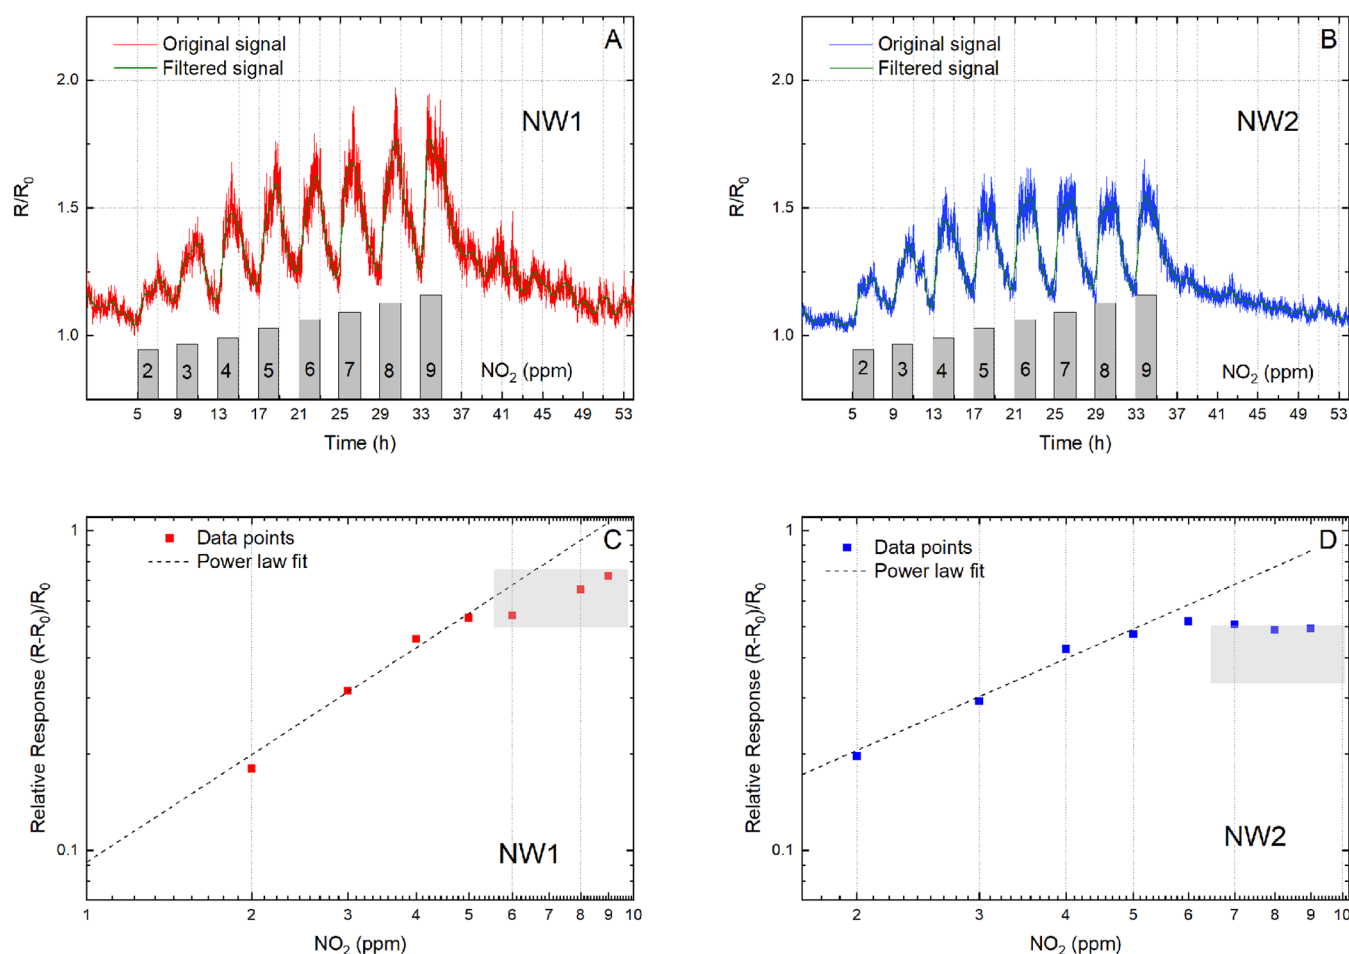 A
Original signal
Filtered signal
NW1
R/R0
2.0
1.5
1.0
2 3 4 5 6 7 8 9 NO2 (ppm)
5 9 13 17 21 25 29 33 37 41 45 49 53
Time (h)
B
Original signal
Filtered signal
NW2
R/R0
2.0
1.5
1.0
2 3 4 5 6 7 8 9 NO2 (ppm)
5 9 13 17 21 25 29 33 37 41 45 49 53
Time (h)
C
Data points
Power law fit
Relative Response (R-R0)/R0
1
0.1
NW1
1 2 3 4 5 6 7 8 9 10
NO2 (ppm)
D
Data points
Power law fit
Relative Response (R-R0)/R0
1
0.1
NW2
2 3 4 5 6 7 8 9 10
NO2 (ppm)